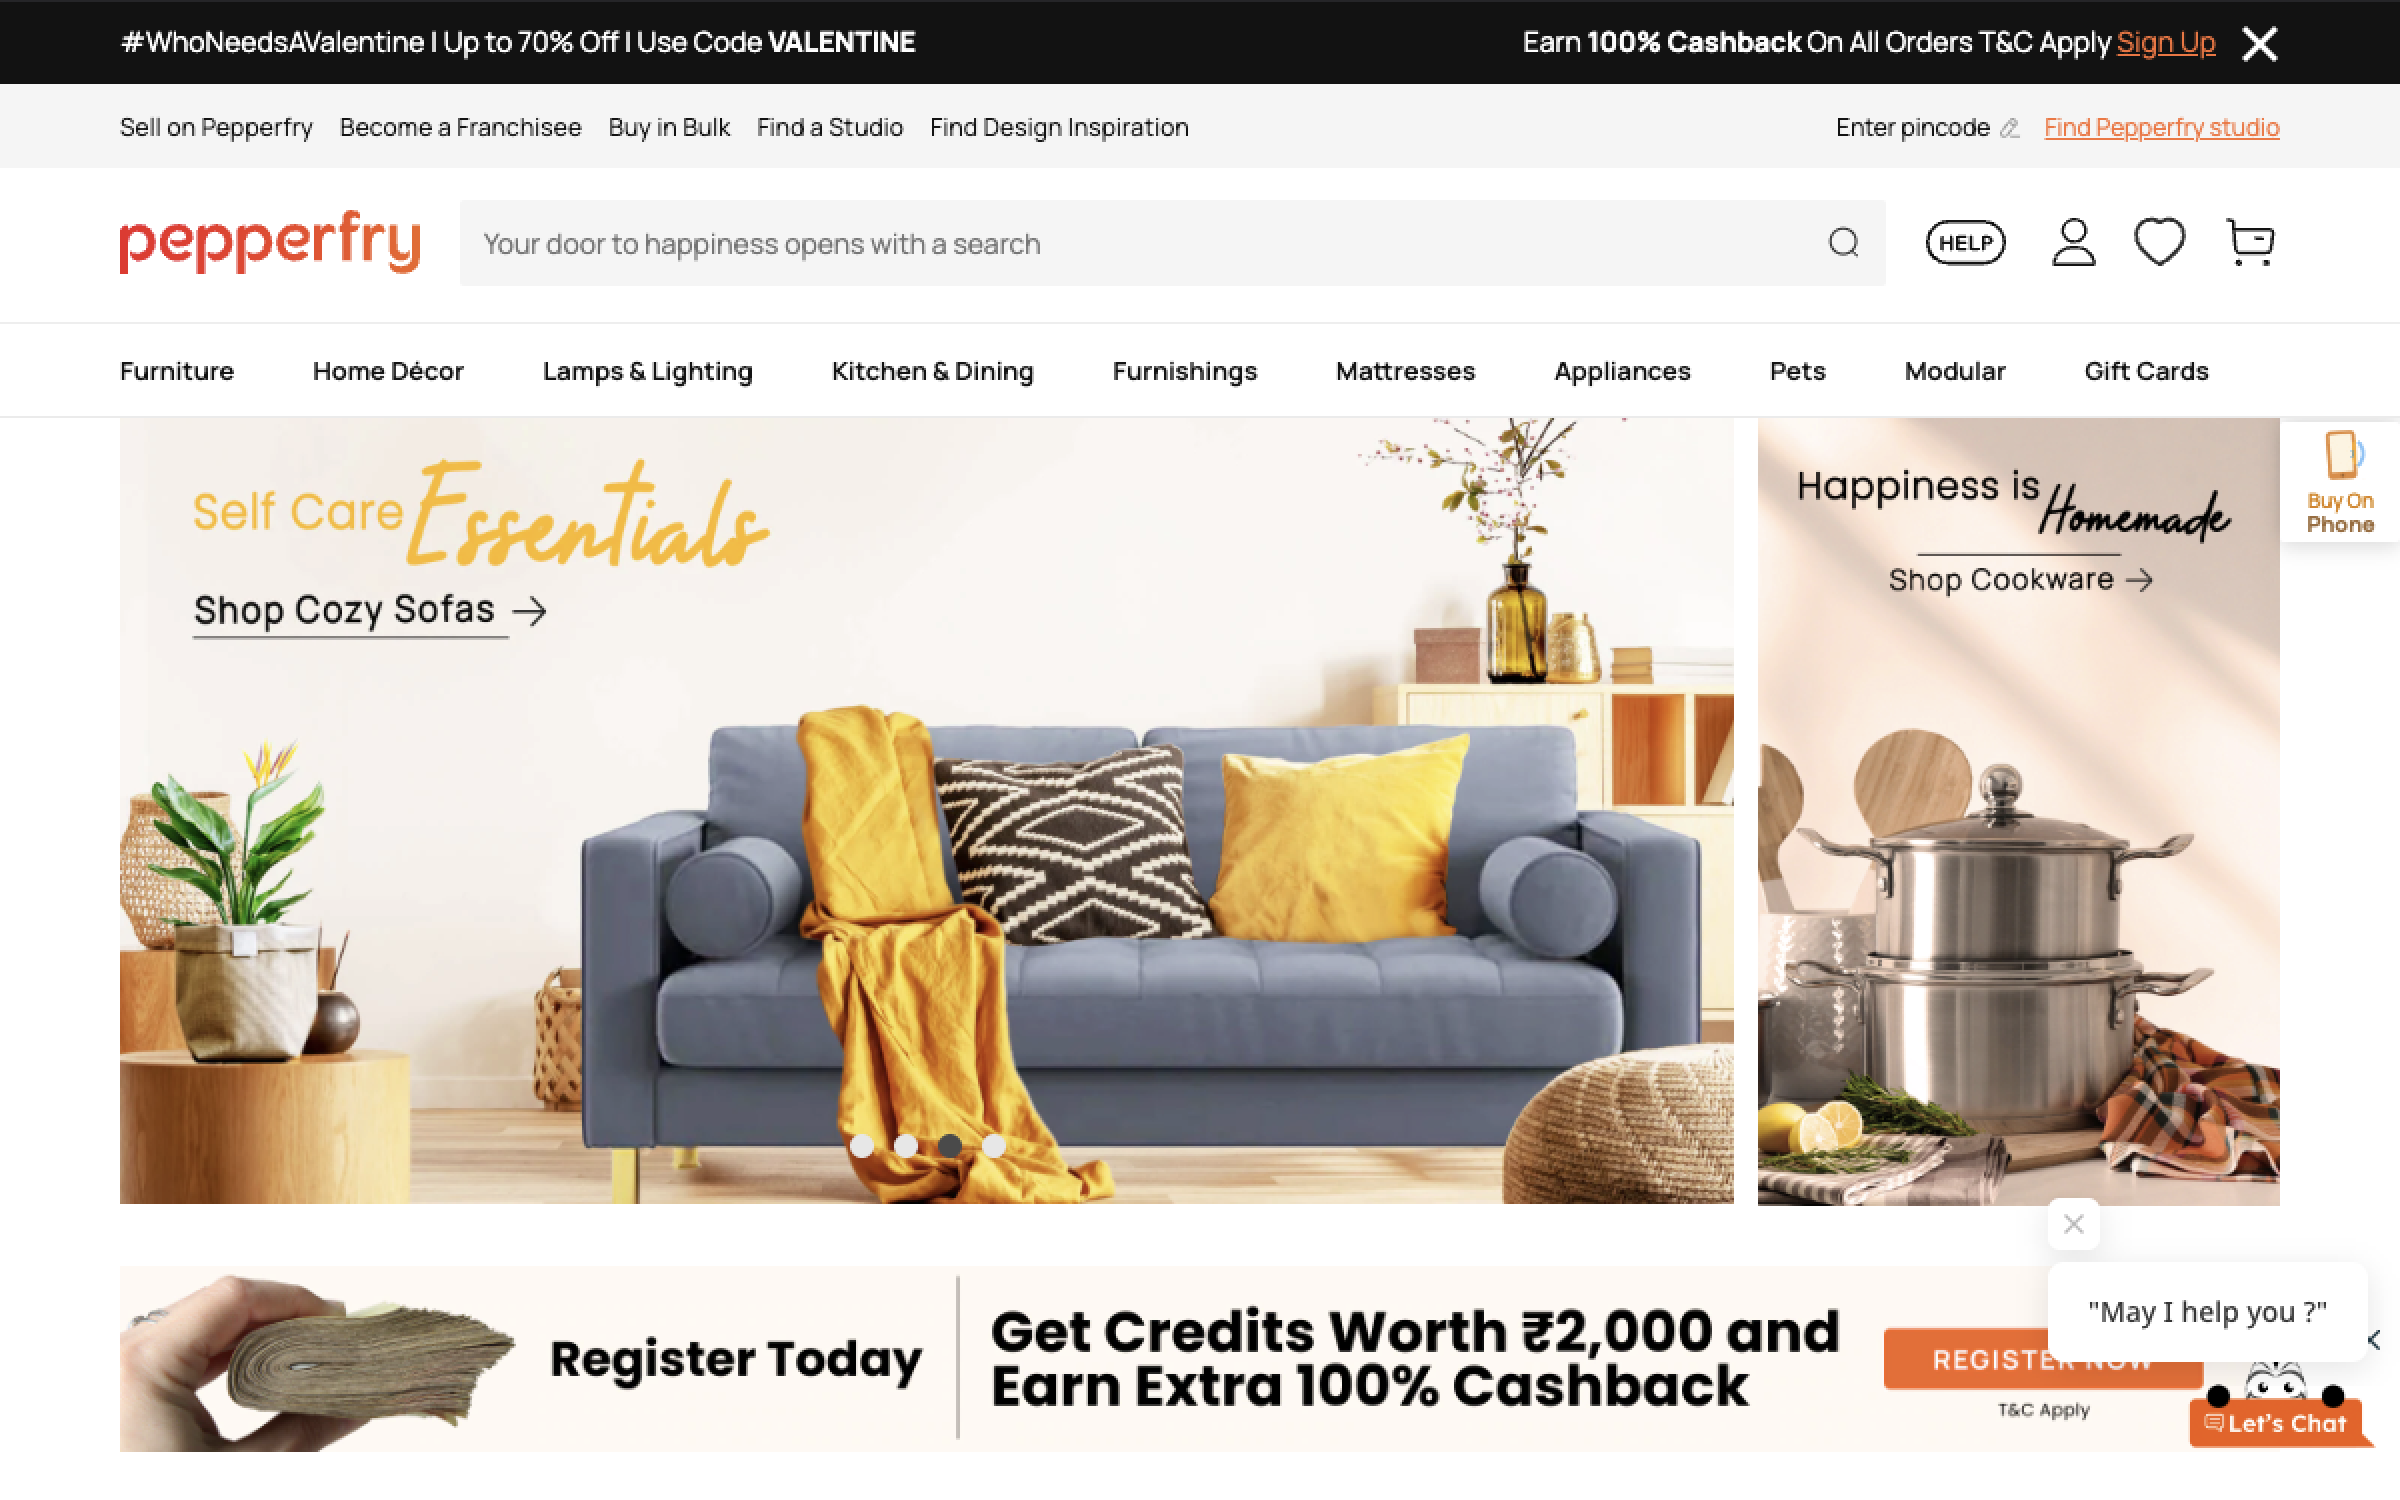 #WhoNeedsAValentine | Up to 70% Off | Use Code VALENTINE
Earn 100% Cashback On All Orders T&C Apply Sign Up
Sell on Pepperfry Become a Franchisee Buy in Bulk Find a Studio Find Design Inspiration
Enter pincode Find Pepperfry studio
pepperfry
Your door to happiness opens with a search
HELP
Furniture Home Décor Lamps & Lighting Kitchen & Dining Furnishings Mattresses Appliances Pets Modular Gift Cards
Self Care Essentials
Shop Cozy Sofas →
Happiness is Homemade
Shop Cookware →
Buy On
Phone
Register Today
Get Credits Worth ₹2,000 and
Earn Extra 100% Cashback
REGISTER NOW
T&C Apply
"May I help you ?"
Let's Chat